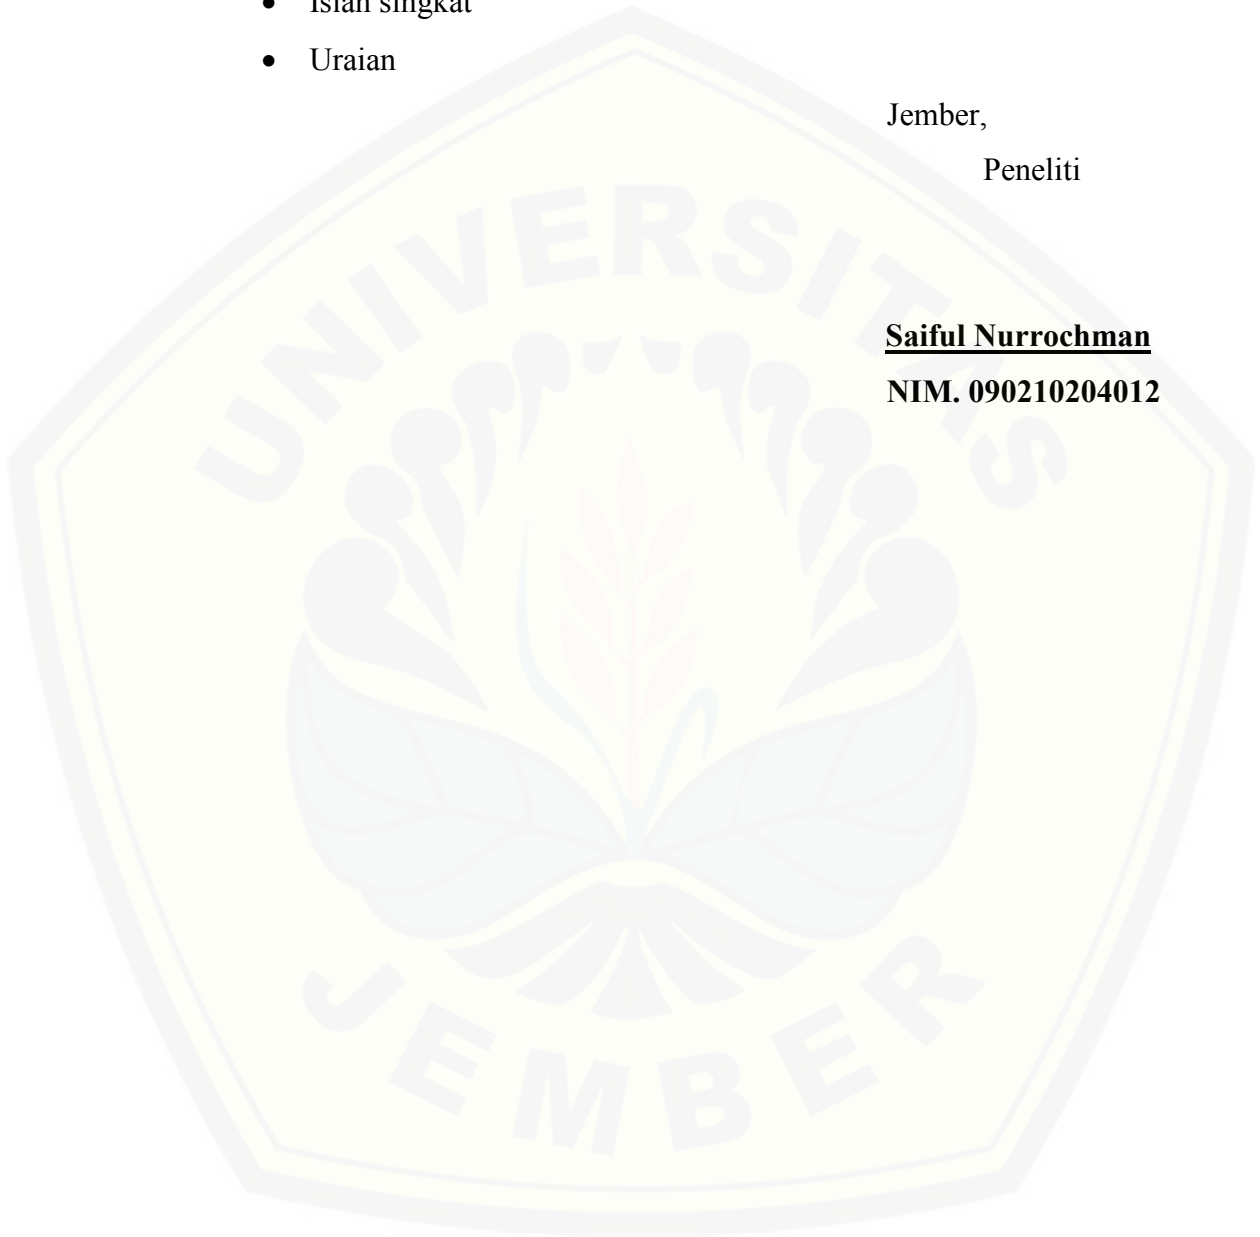 • Isian singkat
• Uraian
Jember,
Peneliti
Saiful Nurrochman
NIM. 090210204012
UNIVERSITAS
JEMBER